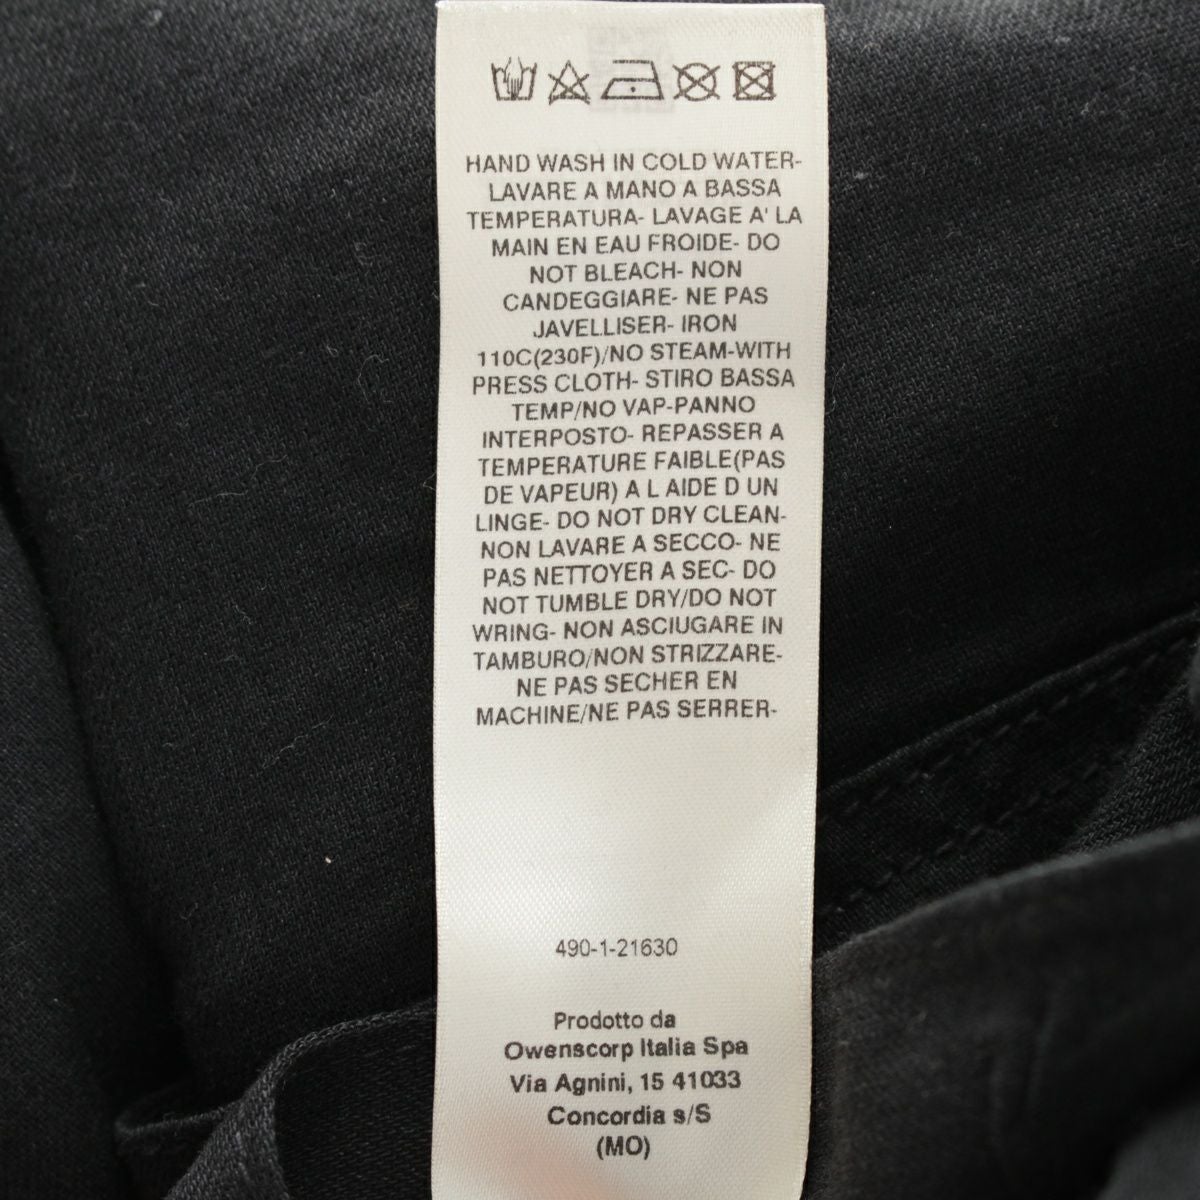 HAND WASH IN COLD WATER-
LAVARE A MANO A BASSA
TEMPERATURA- LAVAGE A' LA
MAIN EN EAU FROIDE- DO
NOT BLEACH- NON
CANDEGGIARE- NE PAS
JAVELLISER- IRON
110C(230F)/NO STEAM-WITH
PRESS CLOTH- STIRO BASSA
TEMP/NO VAP-PANNO
INTERPOSTO- REPASSER A
TEMPERATURE FAIBLE(PAS
DE VAPEUR) A L AIDE D UN
LINGE- DO NOT DRY CLEAN-
NON LAVARE A SECCO- NE
PAS NETTOYER A SEC- DO
NOT TUMBLE DRY/DO NOT
WRING- NON ASCIUGARE IN
TAMBURO/NON STRIZZARE-
NE PAS SECHER EN
MACHINE/NE PAS SERRER-
490-1-21630
Prodotto da
Owenscorp Italia Spa
Via Agnini, 15 41033
Concordia s/S
(MO)